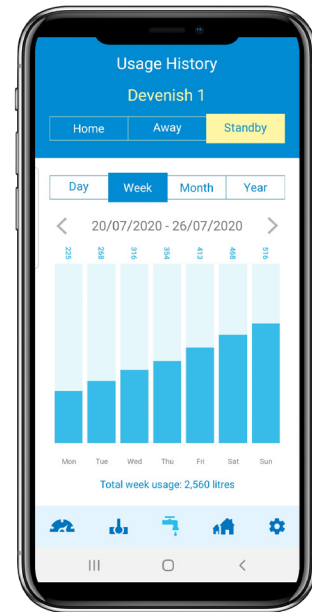 Usage History
Devenish 1
Home Away Standby
Day Week Month Year
20/07/2020 - 26/07/2020
225 268 316 354 413 468 516
Mon Tue Wed Thu Fri Sat Sun
Total week usage: 2,560 litres